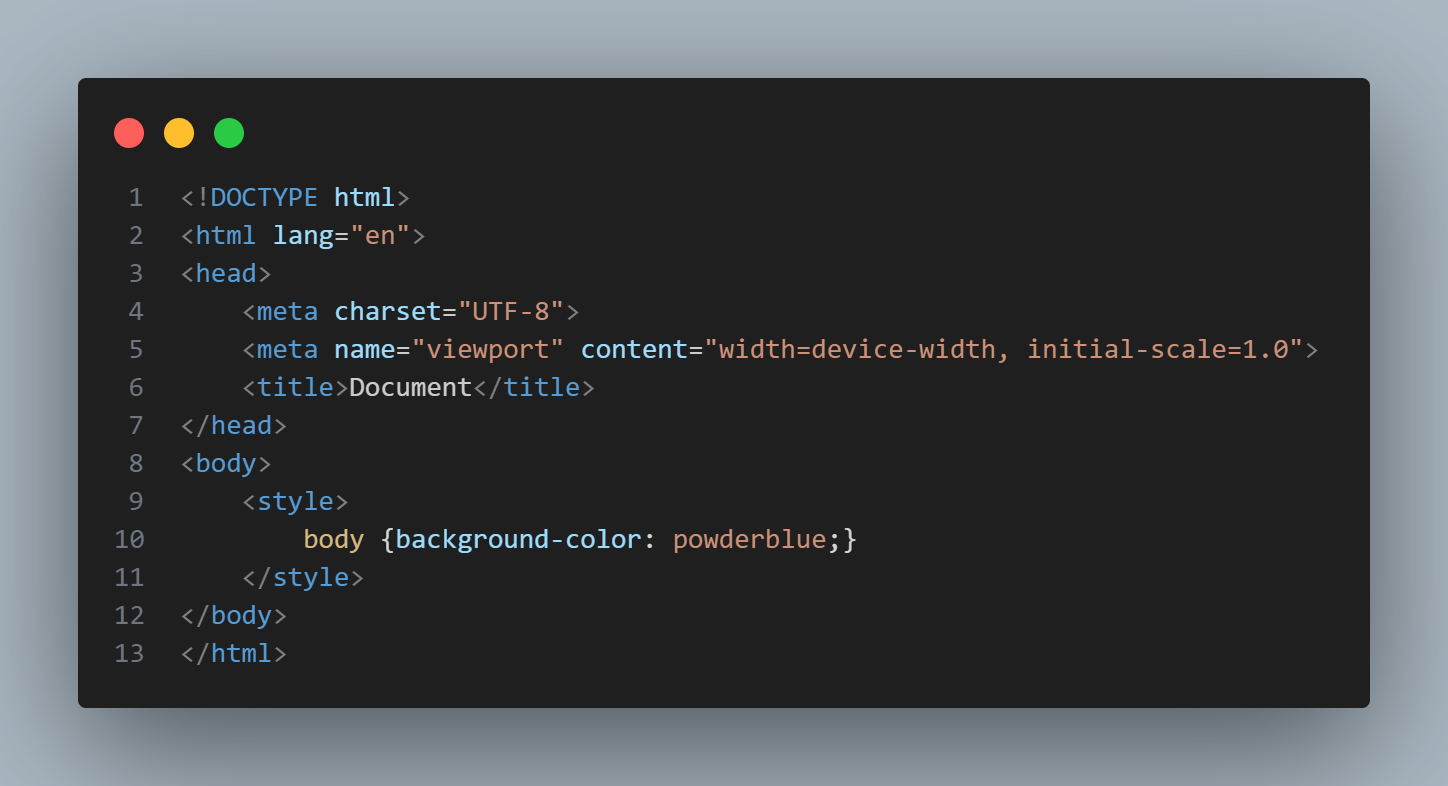 1 <!DOCTYPE html>
2 <html lang="en">
3 <head>
4     <meta charset="UTF-8">
5     <meta name="viewport" content="width=device-width, initial-scale=1.0">
6     <title>Document</title>
7 </head>
8 <body>
9     <style>
10         body {background-color: powderblue;}
11     </style>
12 </body>
13 </html>